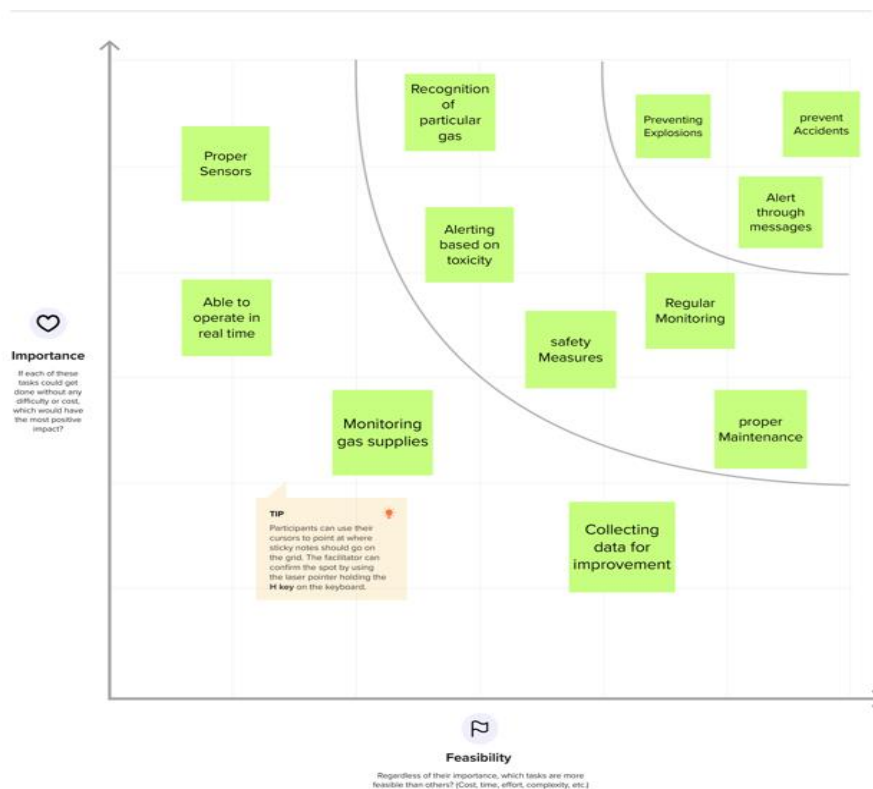 Recognition
of
particular
gas
Preventing
Explosions
prevent
Accidents
Proper
Sensors
Alert
through
messages
Alerting
based on
toxicity
Able to
operate in
real time
Regular
Monitoring
safety
Measures
Importance
If each of these
tasks could get
done without any
difficulty or cost,
which would have
the most positive
impact?
Monitoring
gas supplies
proper
Maintenance
TIP
Participants can use their
cursors to point at where
sticky notes should go on
the grid. The facilitator can
confirm the spot by using
the laser pointer holding the
H key on the keyboard.
Collecting
data for
improvement
Feasibility
Regardless of their importance, which tasks are more
feasible than others? (Cost, time, effort, complexity, etc.)